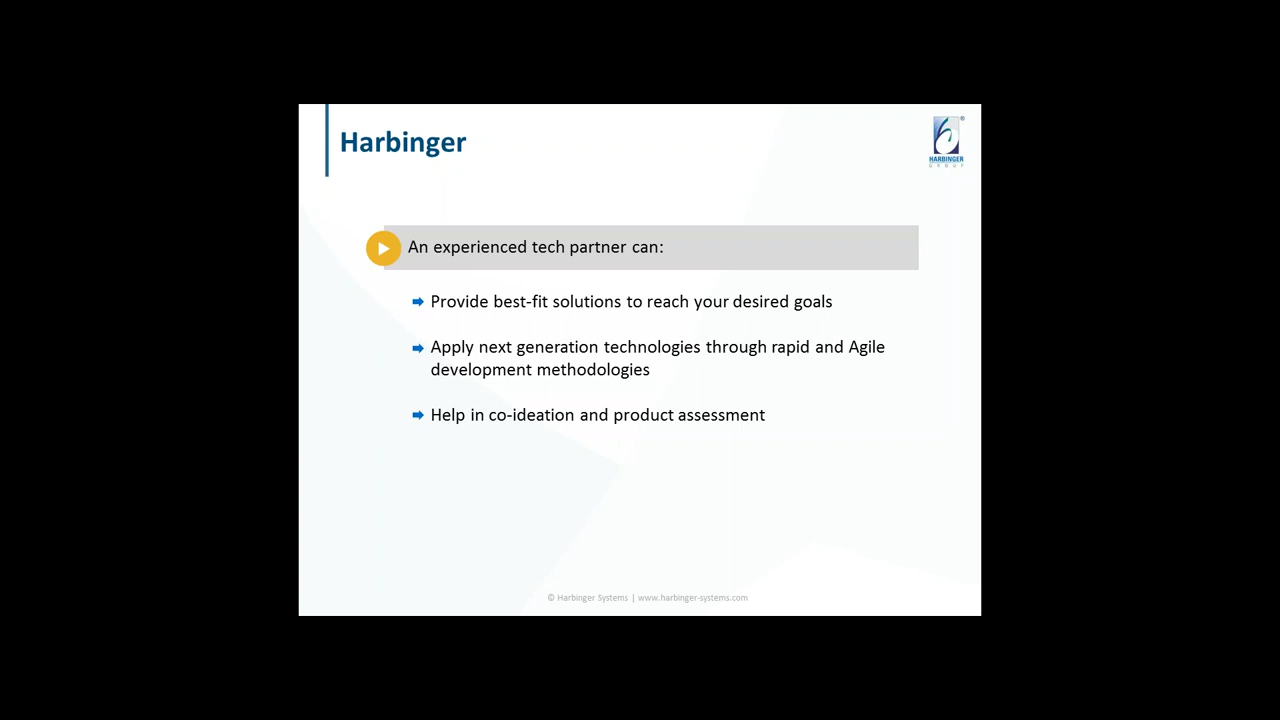 Harbinger
®
HARBINGER
GROUP
An experienced tech partner can:
Provide best-fit solutions to reach your desired goals
Apply next generation technologies through rapid and Agile
development methodologies
Help in co-ideation and product assessment
© Harbinger Systems | www.harbinger-systems.com